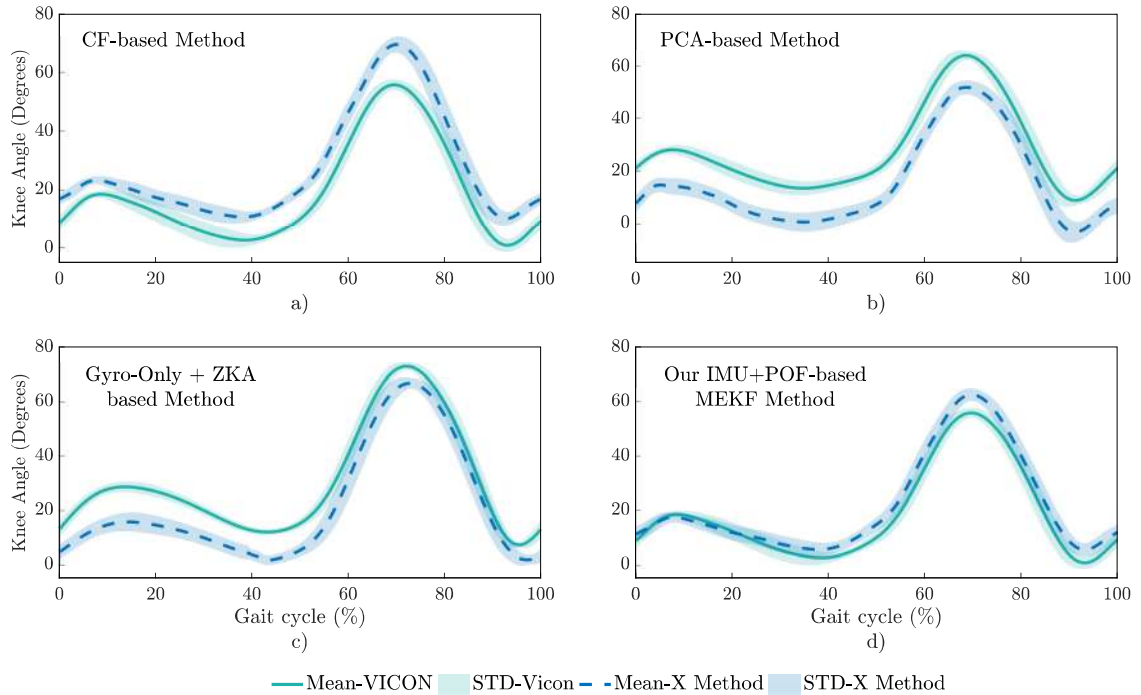 CF-based Method
Knee Angle (Degrees)
80
60
40
20
0
0 20 40 60 80 100
a)
PCA-based Method
80
60
40
20
0
0 20 40 60 80 100
b)
Gyro-Only + ZKA
based Method
Knee Angle (Degrees)
80
60
40
20
0
0 20 40 60 80 100
Gait cycle (%)
c)
Our IMU+POF-based
MEKF Method
80
60
40
20
0
0 20 40 60 80 100
Gait cycle (%)
d)
Mean-VICON STD-Vicon Mean-X Method STD-X Method